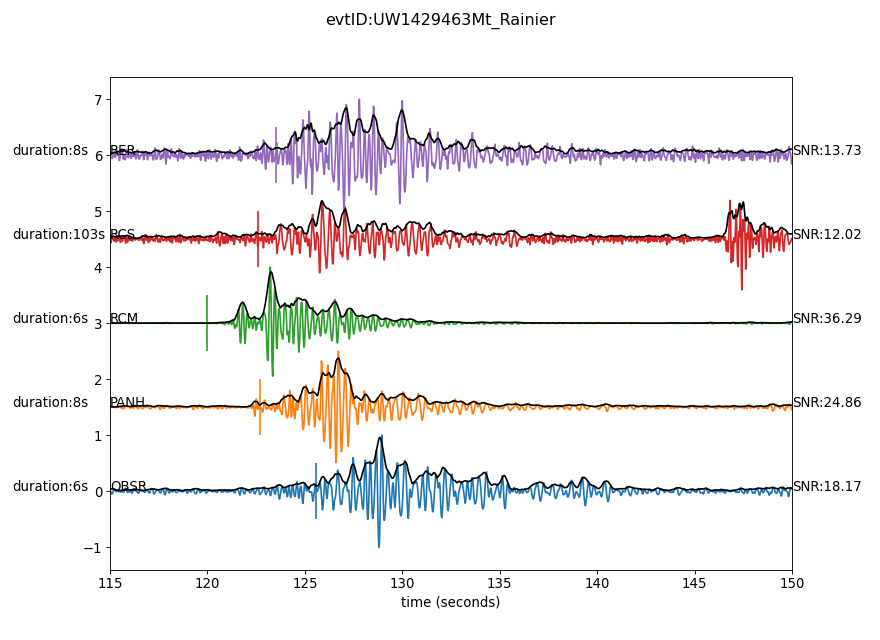 evtID:UW1429463Mt_Rainier
7
duration:8s RER SNR:13.73
6
5
duration:103s RCS SNR:12.02
4
duration:6s RCM SNR:36.29
3
2
duration:8s PANH SNR:24.86
1
duration:6s OBSR SNR:18.17
0
−1
115 120 125 130 135 140 145 150
time (seconds)